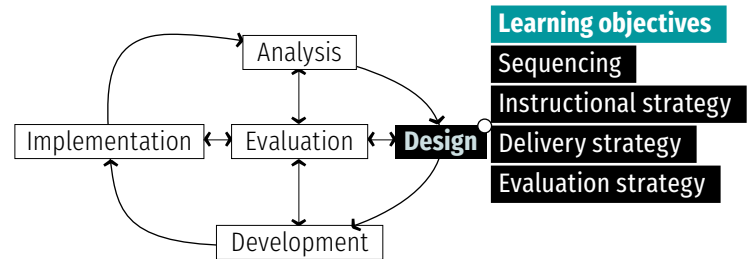 Learning objectives
Analysis
Sequencing
Instructional strategy
Implementation
Evaluation
Design
Delivery strategy
Evaluation strategy
Development